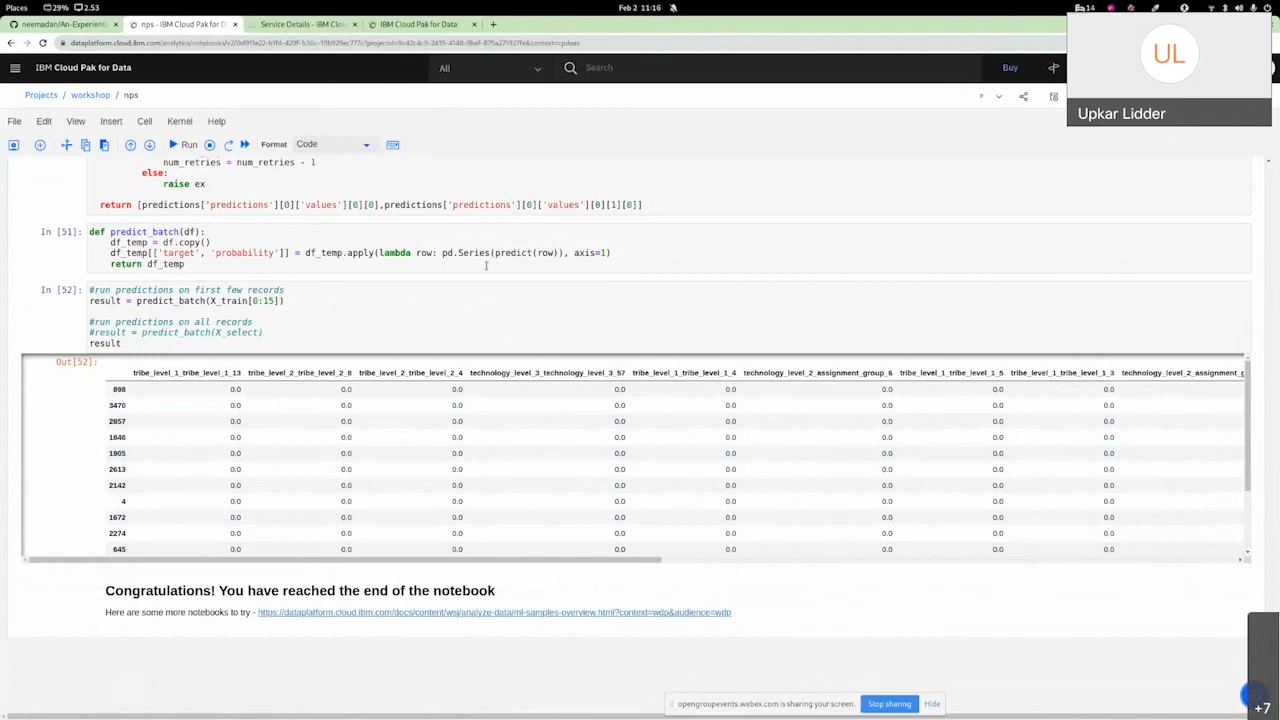 Places
29%
2.53
Feb 2 11:16
14
neemadan/An-Experienti
nps - IBM Cloud Pak for D
Service Details - IBM Clou
IBM Cloud Pak for Data
IBM Cloud Pak for Data
All
Search
Buy
UL
Upkar Lidder
Projects / workshop / nps
File Edit View Insert Cell Kernel Help
Run
Format
Code
num_retries = num_retries - 1
else:
raise ex
return [predictions['predictions'][0]['values'][0][0],predictions['predictions'][0]['values'][0][1][0]]
In [51]:
def predict_batch(df):
df_temp = df.copy()
df_temp[['target', 'probability']] = df_temp.apply(lambda row: pd.Series(predict(row)), axis=1)
return df_temp
In [52]:
#run predictions on first few records
result = predict_batch(X_train[0:15])
#run predictions on all records
#result = predict_batch(X_select)
result
Out[52]:
tribe_level_1_tribe_level_1_13 tribe_level_2_tribe_level_2_8 tribe_level_2_tribe_level_2_4 technology_level_3_technology_level_3_57 tribe_level_1_tribe_level_1_4 technology_level_2_assignment_group_6 tribe_level_1_tribe_level_1_5 tribe_level_1_tribe_level_1_3 technology_level_2_assignment_g
898 0.0 0.0 0.0 0.0 0.0 0.0 0.0 0.0
3470 0.0 0.0 0.0 0.0 0.0 0.0 0.0 0.0
2857 0.0 0.0 0.0 0.0 0.0 0.0 0.0 0.0
1846 0.0 0.0 0.0 0.0 0.0 0.0 0.0 0.0
1905 0.0 0.0 0.0 0.0 0.0 0.0 0.0 0.0
2613 0.0 0.0 0.0 0.0 0.0 0.0 0.0 0.0
2142 0.0 0.0 0.0 0.0 0.0 0.0 0.0 0.0
4 0.0 0.0 0.0 0.0 0.0 0.0 0.0 0.0
1672 0.0 0.0 0.0 0.0 0.0 0.0 0.0 0.0
2274 0.0 0.0 0.0 0.0 0.0 0.0 0.0 0.0
645 0.0 0.0 0.0 0.0 0.0 0.0 0.0 0.0
Congratulations! You have reached the end of the notebook
Here are some more notebooks to try - https://dataplatform.cloud.ibm.com/docs/content/wsj/analyze-data/ml-samples-overview.html?context=wdp&audience=wdp
opengroupevents.webex.com is sharing your screen.
Stop sharing
Hide
+7